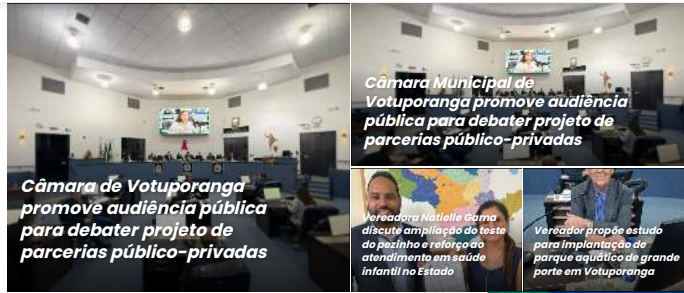 Câmara de Votuporanga
promove audiência pública
para debater projeto de
parcerias público-privadas
Câmara Municipal de
Votuporanga promove audiência
pública para debater projeto de
parcerias público-privadas
Vereadora Natielle Gama
discute ampliação do teste
do pezinho e reforço ao
atendimento em saúde
infantil no Estado
Vereador propõe estudo
para implantação de
parque aquático de grande
porte em Votuporanga